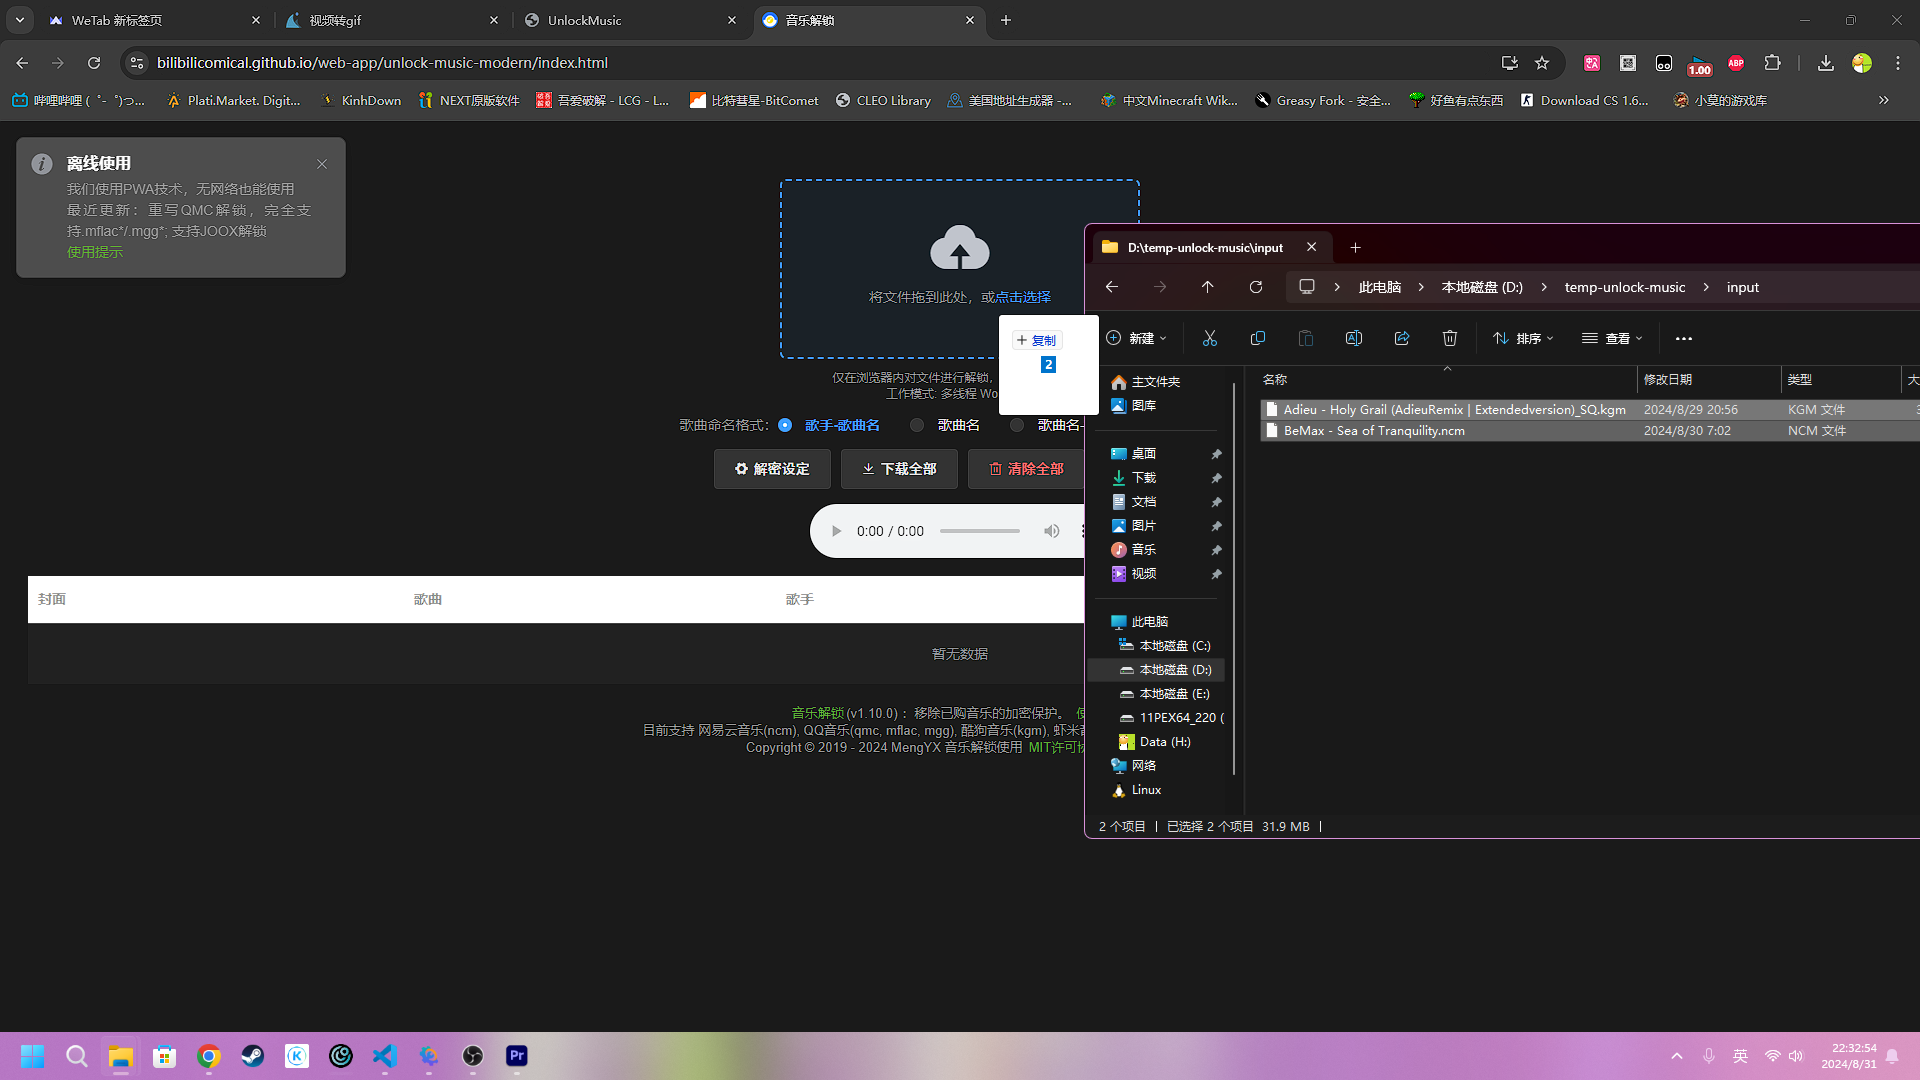 WeTab 新标签页
视频转gif
UnlockMusic
音乐解锁
bilibilicomical.github.io/web-app/unlock-music-modern/index.html
1.00
ABP
哔哩哔哩 (゜-゜)つ...
Plati.Market. Digit...
KinhDown
NEXT原版软件
吾爱破解 - LCG - L...
比特彗星-BitComet
CLEO Library
美国地址生成器 -...
中文Minecraft Wik...
Greasy Fork - 安全...
好鱼有点东西
Download CS 1.6...
小莫的游戏库
离线使用
我们使用PWA技术，无网络也能使用
最近更新：重写QMC解锁，完全支
持.mflac*/.mgg*; 支持JOOX解锁
使用提示
将文件拖到此处，或点击选择
仅在浏览器内对文件进行解锁，
工作模式: 多线程 Wo
+ 复制
2
歌曲命名格式：
歌手-歌曲名
歌曲名
歌曲名-
解密设定
下载全部
清除全部
0:00 / 0:00
封面
歌曲
歌手
暂无数据
音乐解锁(v1.10.0)：移除已购音乐的加密保护。
目前支持 网易云音乐(ncm), QQ音乐(qmc, mflac, mgg), 酷狗音乐(kgm), 虾米
Copyright © 2019 - 2024 MengYX 音乐解锁使用 MIT许可
D:\temp-unlock-music\input
此电脑
本地磁盘 (D:)
temp-unlock-music
input
新建
排序
查看
名称
修改日期
类型
大
Adieu - Holy Grail (AdieuRemix | Extendedversion)_SQ.kgm
2024/8/29 20:56
KGM 文件
BeMax - Sea of Tranquility.ncm
2024/8/30 7:02
NCM 文件
主文件夹
图库
桌面
下载
文档
图片
音乐
视频
此电脑
本地磁盘 (C:)
本地磁盘 (D:)
本地磁盘 (E:)
11PEX64_220 (
Data (H:)
网络
Linux
2 个项目
已选择 2 个项目 31.9 MB
Pr
英
22:32:54
2024/8/31